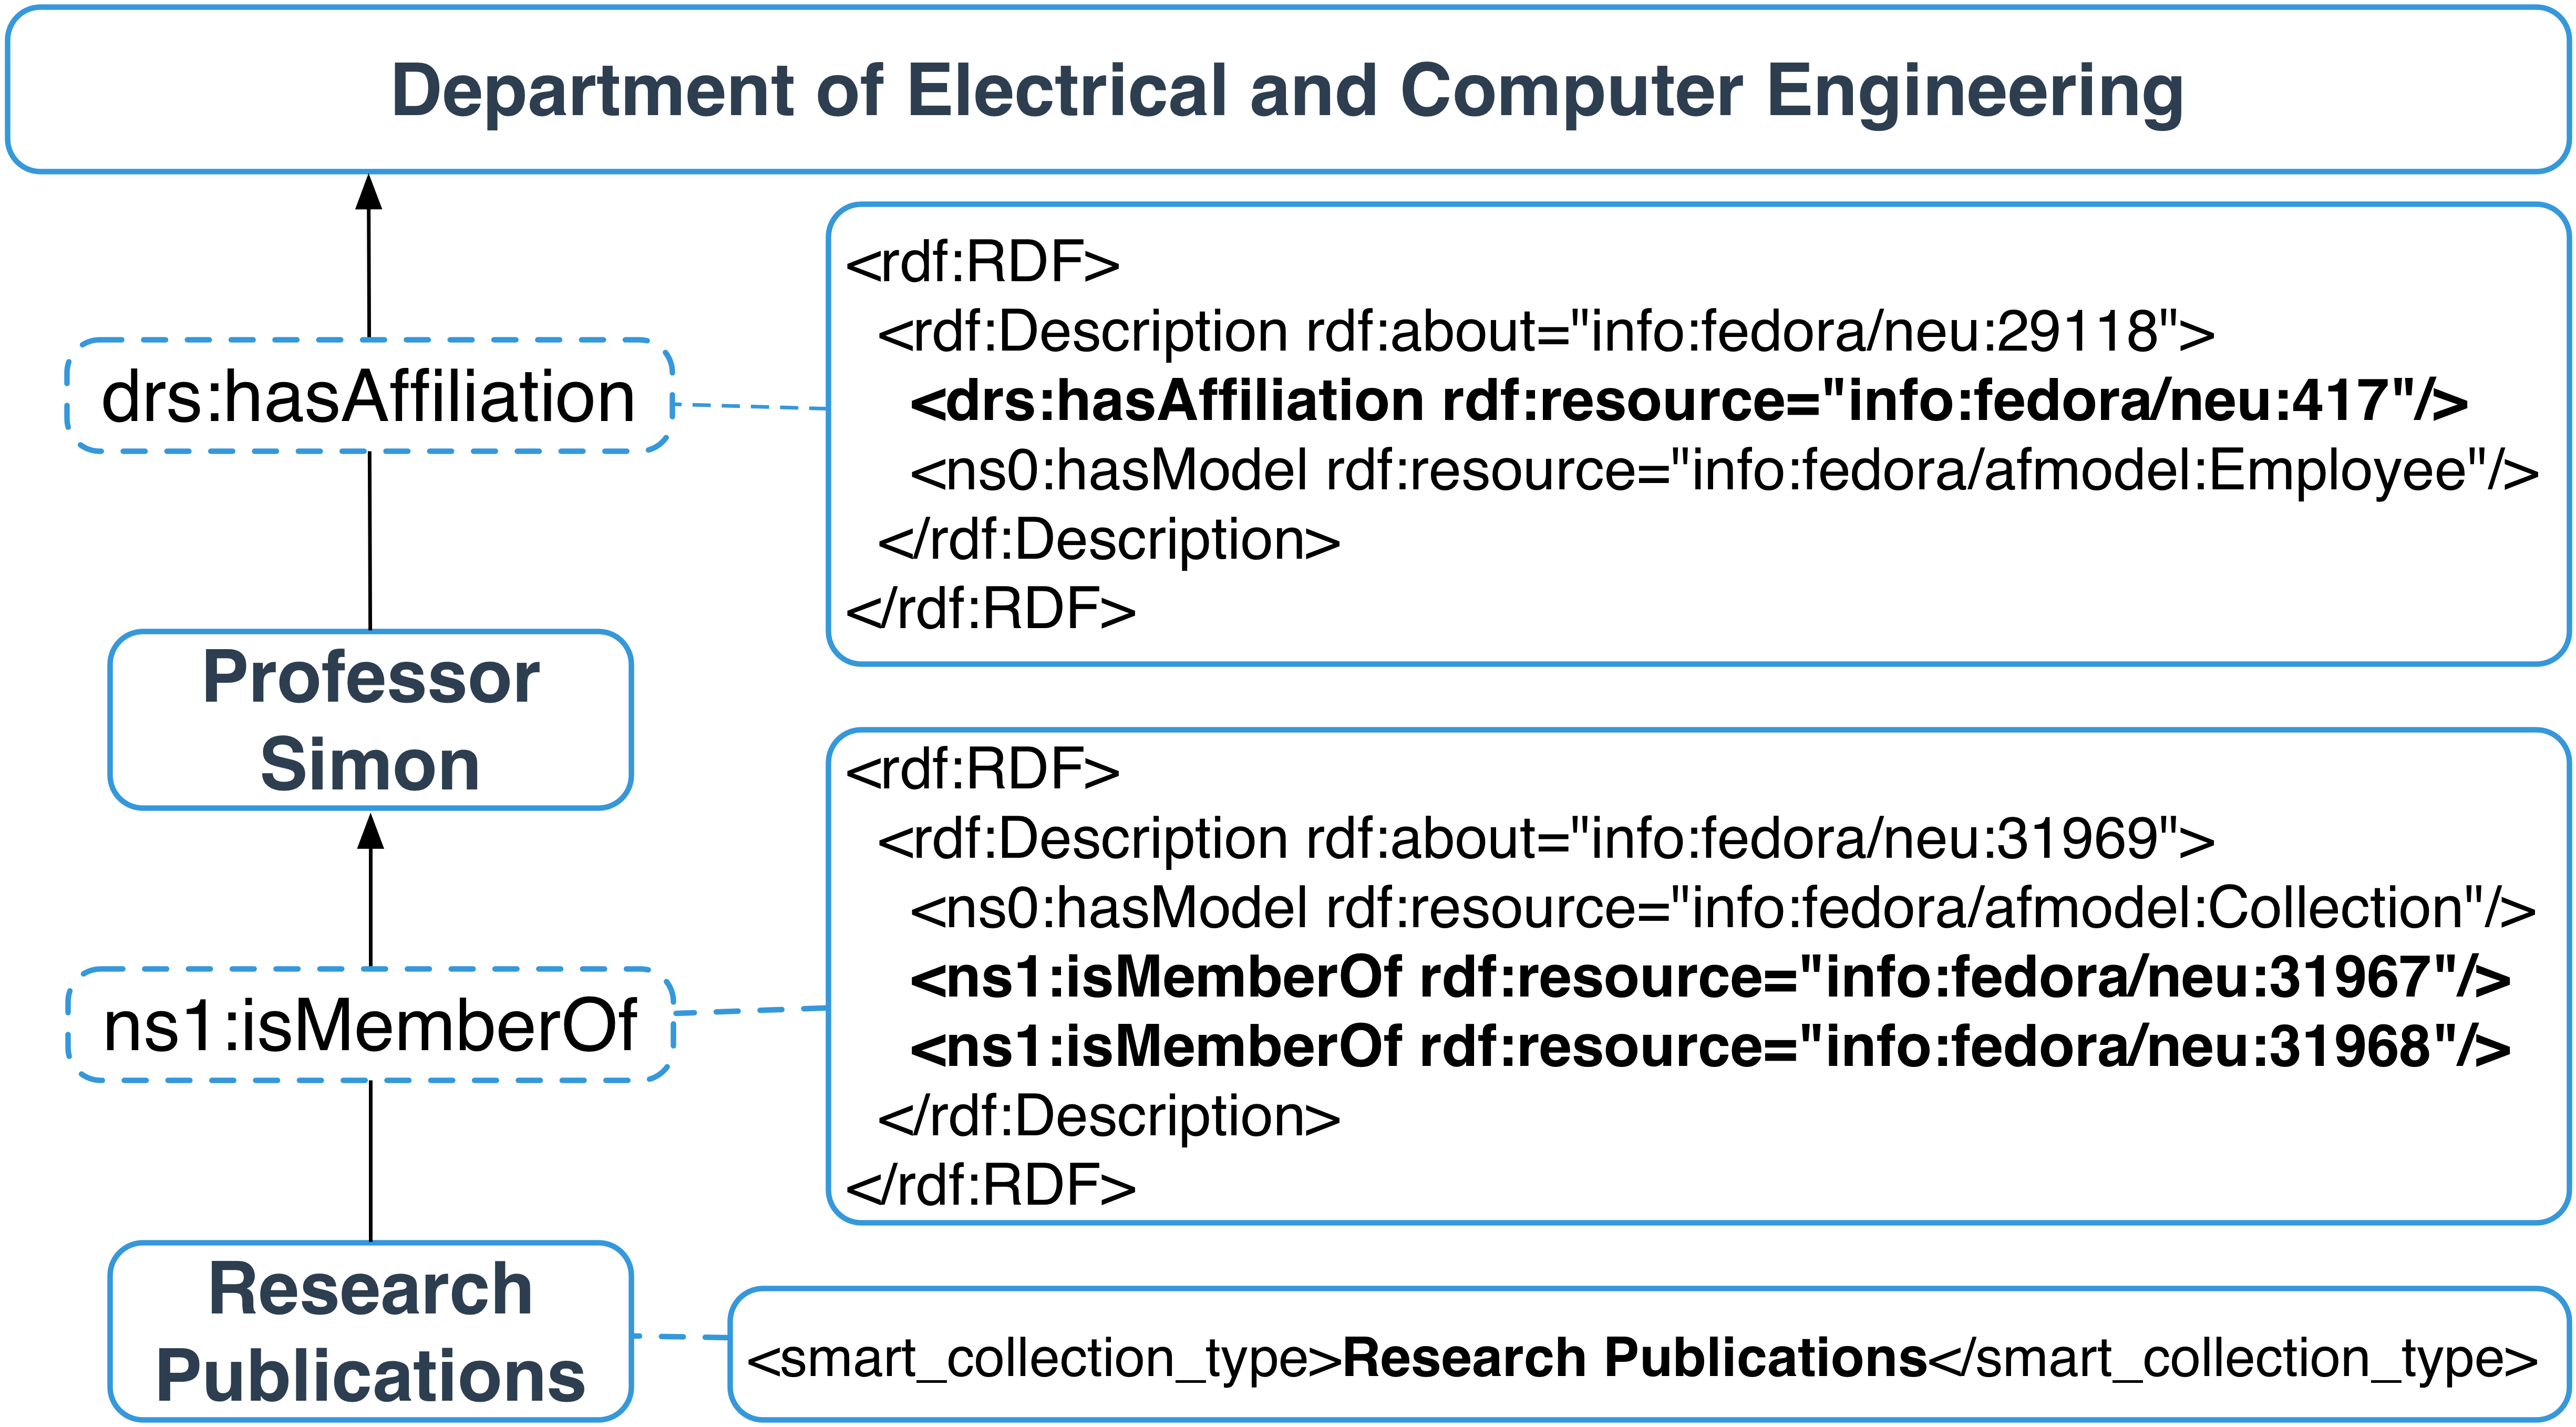 Department of Electrical and Computer Engineering
drs:hasAffiliation
<rdf:RDF>
<rdf:Description rdf:about="info:fedora/neu:29118">
<drs:hasAffiliation rdf:resource="info:fedora/neu:417"/>
<ns0:hasModel rdf:resource="info:fedora/afmodel:Employee"/>
</rdf:Description>
</rdf:RDF>
Professor
Simon
ns1:isMemberOf
<rdf:RDF>
<rdf:Description rdf:about="info:fedora/neu:31969">
<ns0:hasModel rdf:resource="info:fedora/afmodel:Collection"/>
<ns1:isMemberOf rdf:resource="info:fedora/neu:31967"/>
<ns1:isMemberOf rdf:resource="info:fedora/neu:31968"/>
</rdf:Description>
</rdf:RDF>
Research
Publications
<smart_collection_type>Research Publications</smart_collection_type>